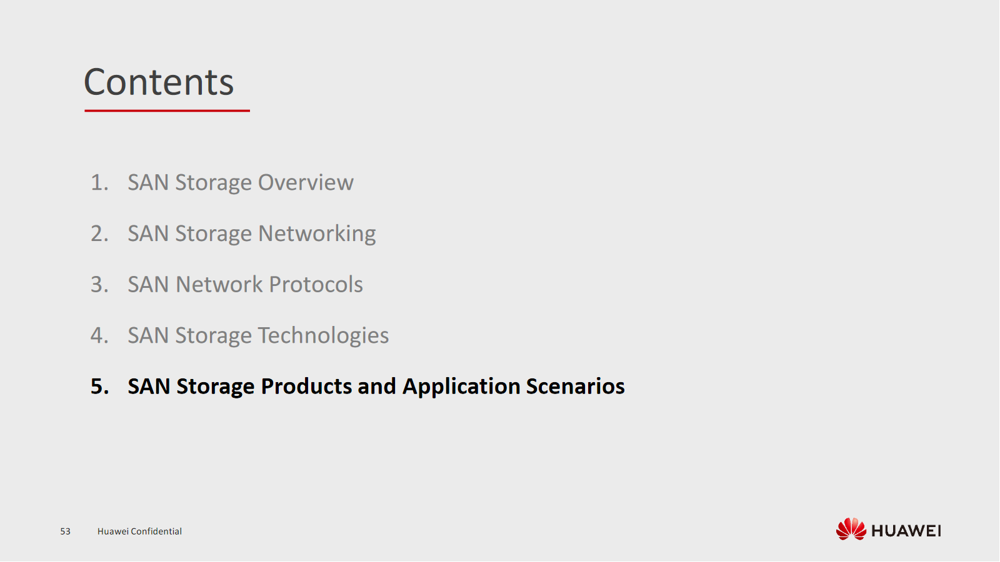 Contents
1. SAN Storage Overview
2. SAN Storage Networking
3. SAN Network Protocols
4. SAN Storage Technologies
5. SAN Storage Products and Application Scenarios
53 Huawei Confidential
HUAWEI